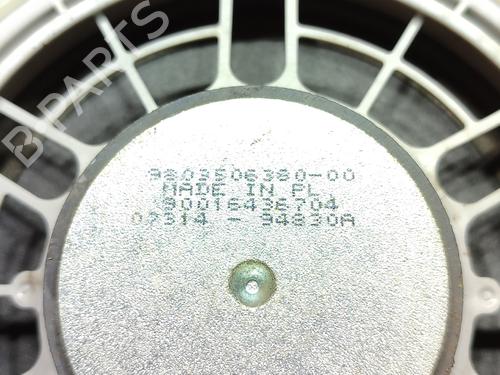 B PARTS
9803506380-00
MADE IN PL.
90016436704
07314 - 94830A